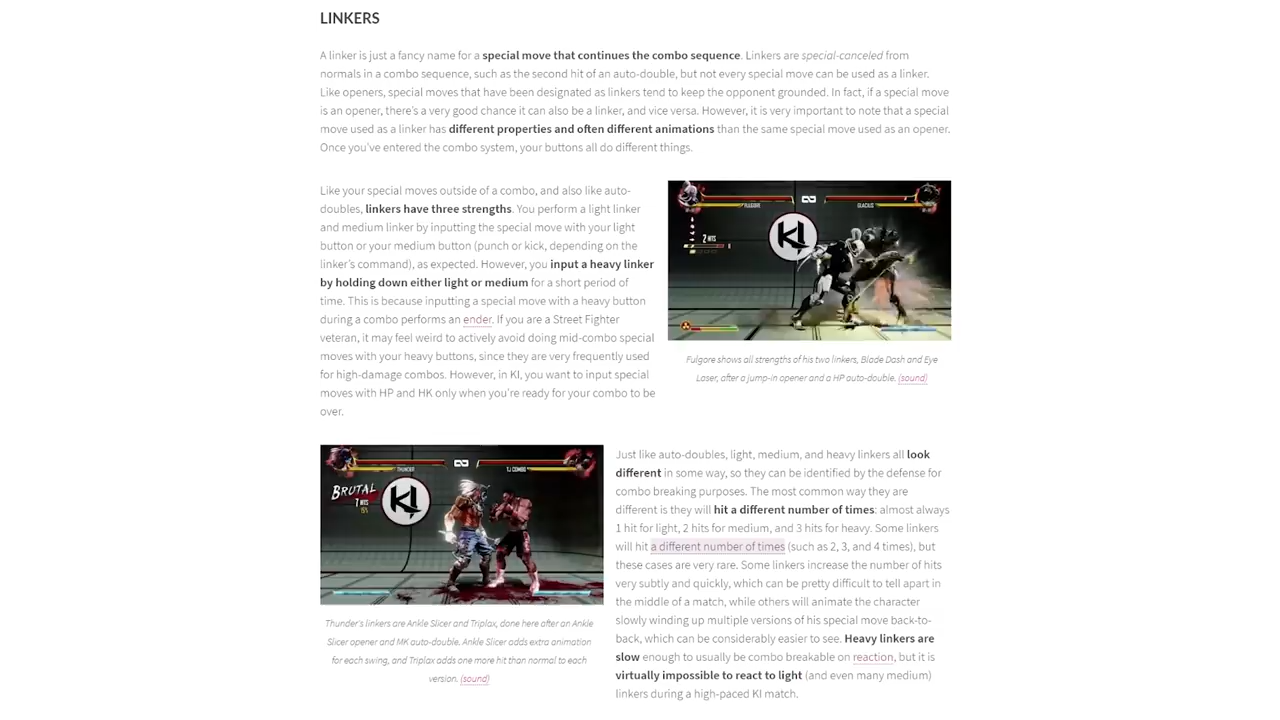 LINKERS
A linker is just a fancy name for a special move that continues the combo sequence. Linkers are special-canceled from
normals in a combo sequence, such as the second hit of an auto-double, but not every special move can be used as a linker.
Like openers, special moves that have been designated as linkers tend to keep the opponent grounded. In fact, if a special move
is an opener, there's a very good chance it can also be a linker, and vice versa. However, it is very important to note that a special
move used as a linker has different properties and often different animations than the same special move used as an opener.
Once you've entered the combo system, your buttons all do different things.
Like your special moves outside of a combo, and also like auto-
doubles, linkers have three strengths. You perform a light linker
and medium linker by inputting the special move with your light
button or your medium button (punch or kick, depending on the
linker's command), as expected. However, you input a heavy linker
by holding down either light or medium for a short period of
time. This is because inputting a special move with a heavy button
during a combo performs an ender. If you are a Street Fighter
veteran, it may feel weird to actively avoid doing mid-combo special
moves with your heavy buttons, since they are very frequently used
for high-damage combos. However, in KI, you want to input special
moves with HP and HK only when you're ready for your combo to be
over.
FULGORE
GLACIUS
2 HITS
KI
Fulgore shows all strengths of his two linkers, Blade Dash and Eye
Laser, after a jump-in opener and a HP auto-double. (sound)
THUNDER
TJ COMBO
BRUTAL
7 HITS
KI
Thunder's linkers are Ankle Slicer and Triplax, done here after an Ankle
Slicer opener and MK auto-double. Ankle Slicer adds extra animation
for each swing, and Triplax adds one more hit than normal to each
version. (sound)
Just like auto-doubles, light, medium, and heavy linkers all look
different in some way, so they can be identified by the defense for
combo breaking purposes. The most common way they are
different is they will hit a different number of times: almost always
1 hit for light, 2 hits for medium, and 3 hits for heavy. Some linkers
will hit a different number of times (such as 2, 3, and 4 times), but
these cases are very rare. Some linkers increase the number of hits
very subtly and quickly, which can be pretty difficult to tell apart in
the middle of a match, while others will animate the character
slowly winding up multiple versions of his special move back-to-
back, which can be considerably easier to see. Heavy linkers are
slow enough to usually be combo breakable on reaction, but it is
virtually impossible to react to light (and even many medium)
linkers during a high-paced KI match.